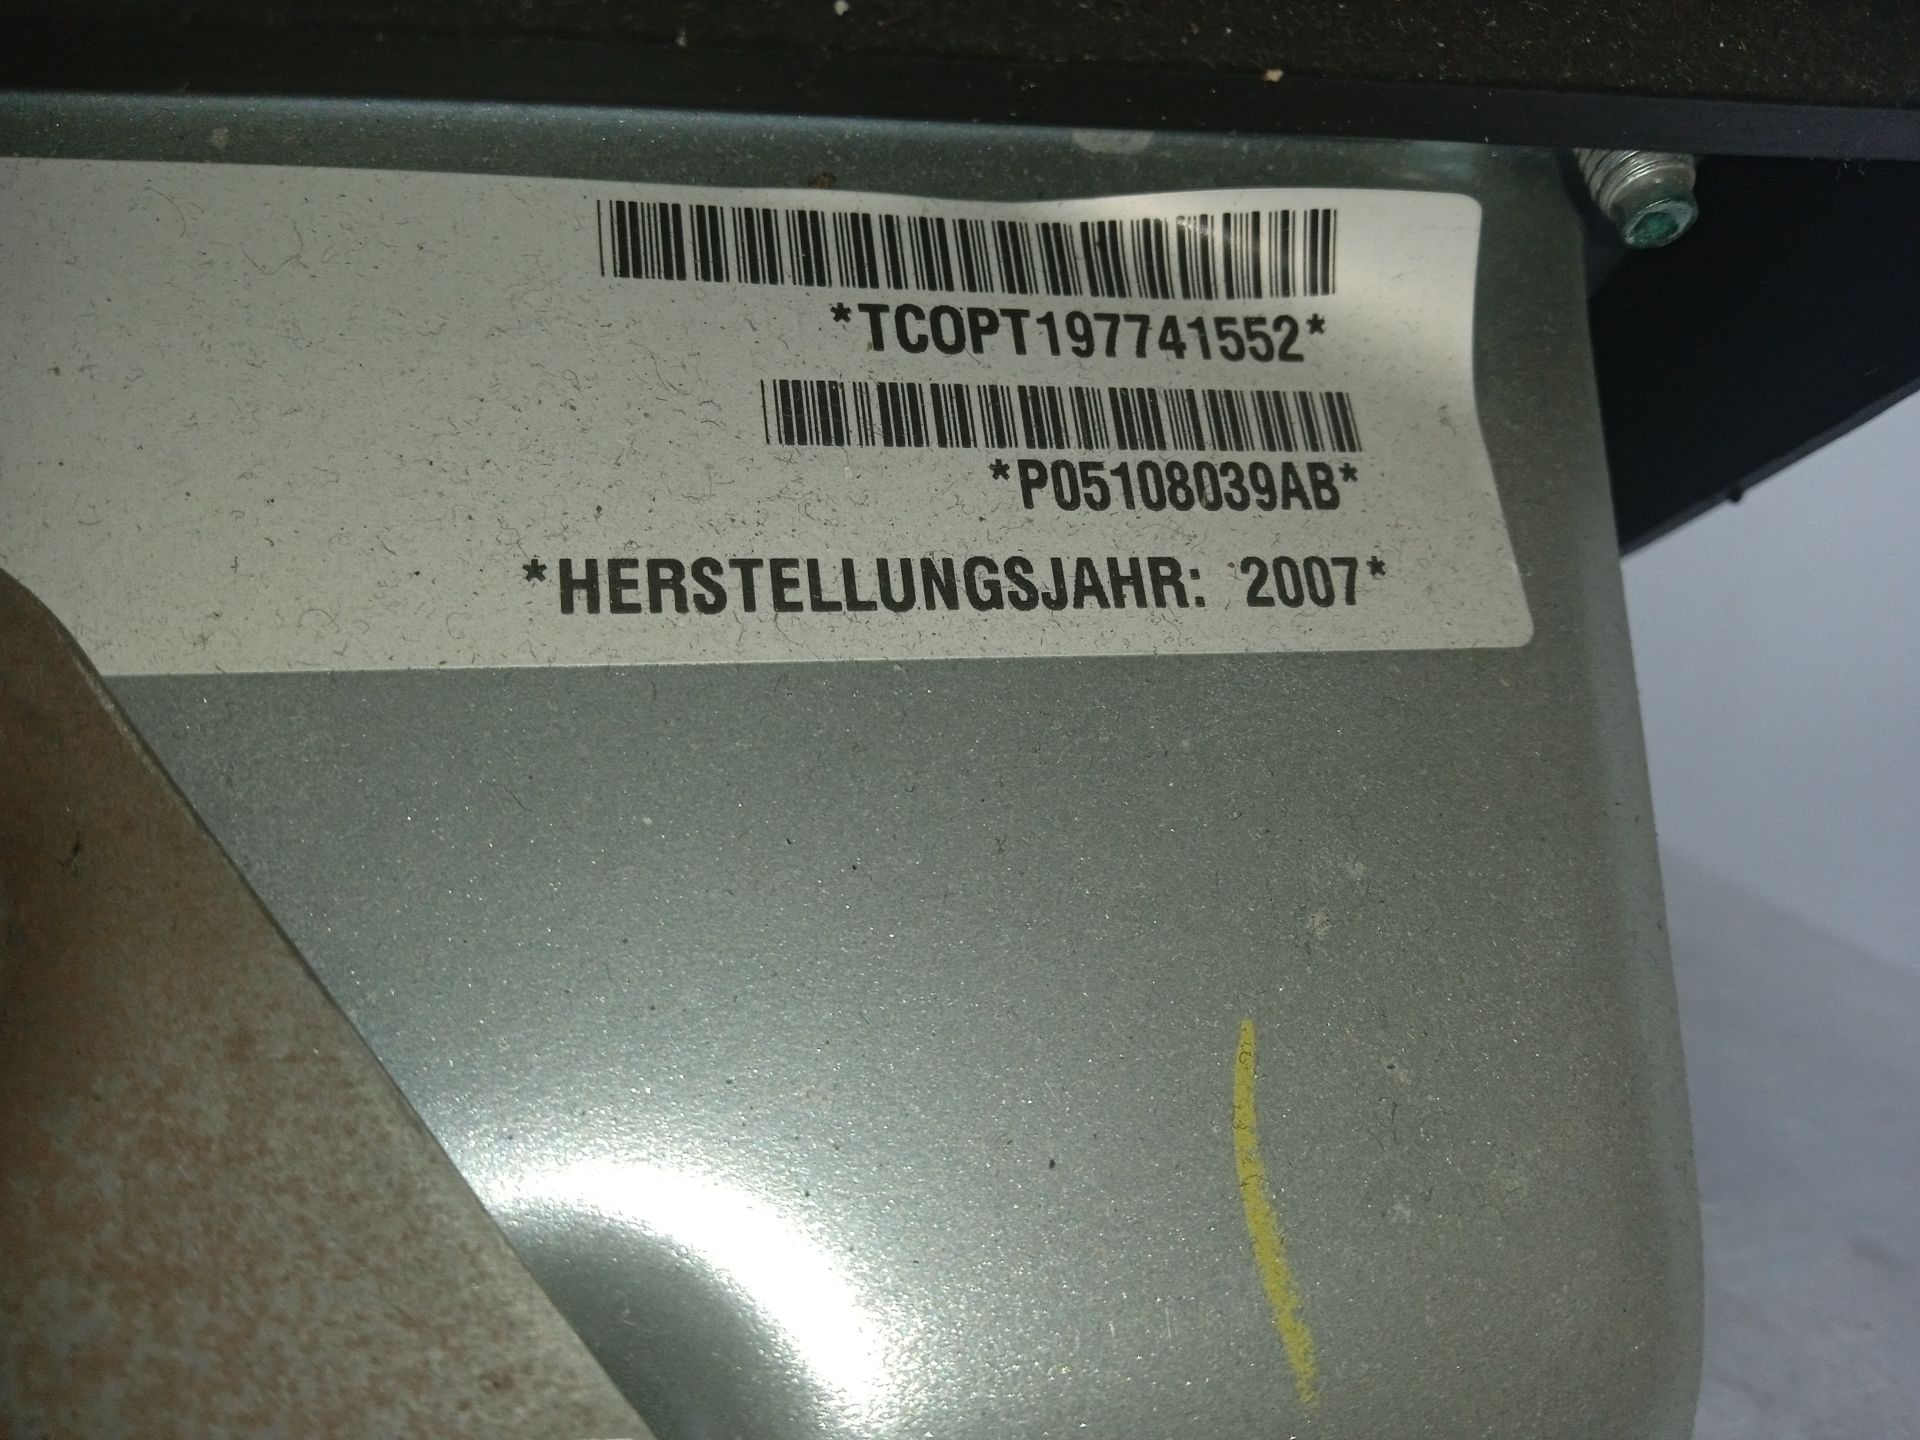 *TCOPT197741552*
*P05108039AB*
*HERSTELLUNGSJAHR: 2007*